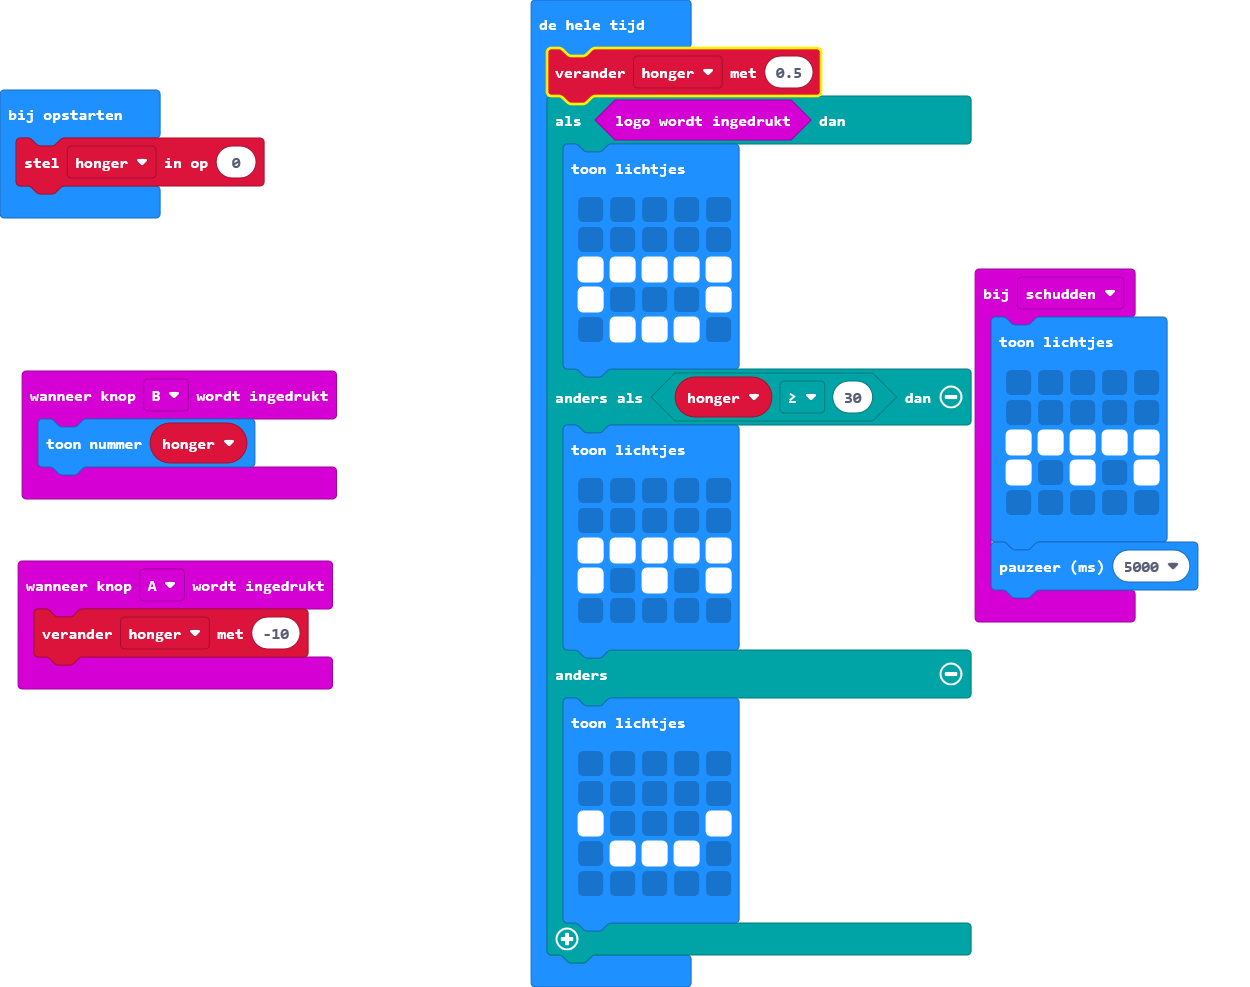 bij opstarten
stel honger in op 0
wanneer knop B wordt ingedrukt
toon nummer honger
wanneer knop A wordt ingedrukt
verander honger met -10
de hele tijd
verander honger met 0.5
als logo wordt ingedrukt dan
toon lichtjes
anders als honger ≥ 30 dan
toon lichtjes
anders
toon lichtjes
bij schudden
toon lichtjes
pauzeer (ms) 5000